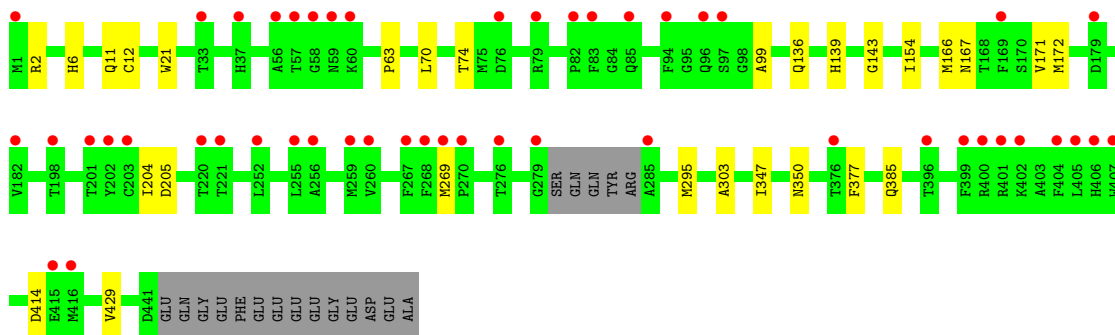 M1 R2 H6 Q11 C12 W21 T33 H37 A56 T57 G58 N59 K60 P63 L70 T74 M75 D76 R79 P82 F83 G84 Q85 F94 G95 Q96 S97 G98 A99 Q136 H139 G143 I154 M166 N167 T168 F169 S170 V171 M172 D179
V182 T198 T201 Y202 C203 I204 D205 T220 T221 L252 L255 A256 M259 V260 F267 F268 M269 P270 T276 G279 SER GLN GLN TYR ARG A285 M295 A303 I347 N350 T376 F377 Q385 T396 F399 R400 R401 K402 A403 F404 L405 H406
D414 E415 M416 V429 D441 GLU GLN GLY GLU PHE GLU GLU GLU GLU GLY GLU ASP GLU ALA